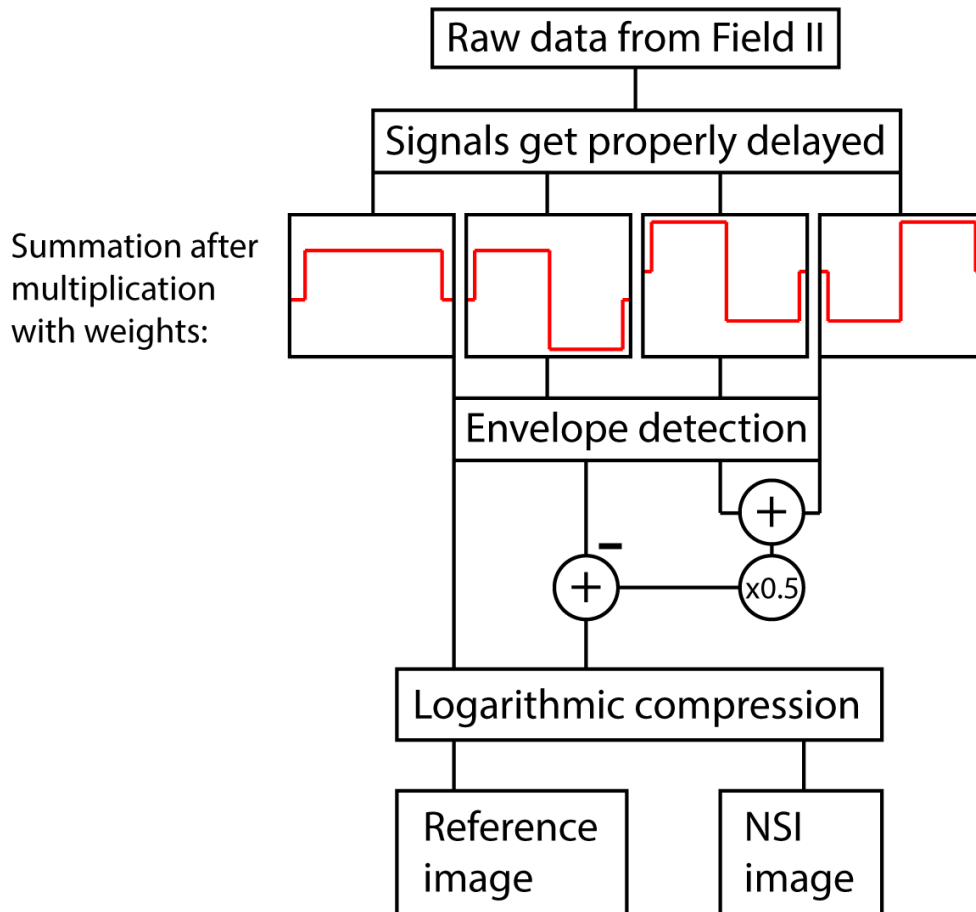 Raw data from Field II
Signals get properly delayed
Summation after
multiplication
with weights:
Envelope detection
+
–
+
x0.5
Logarithmic compression
Reference
image
NSI
image